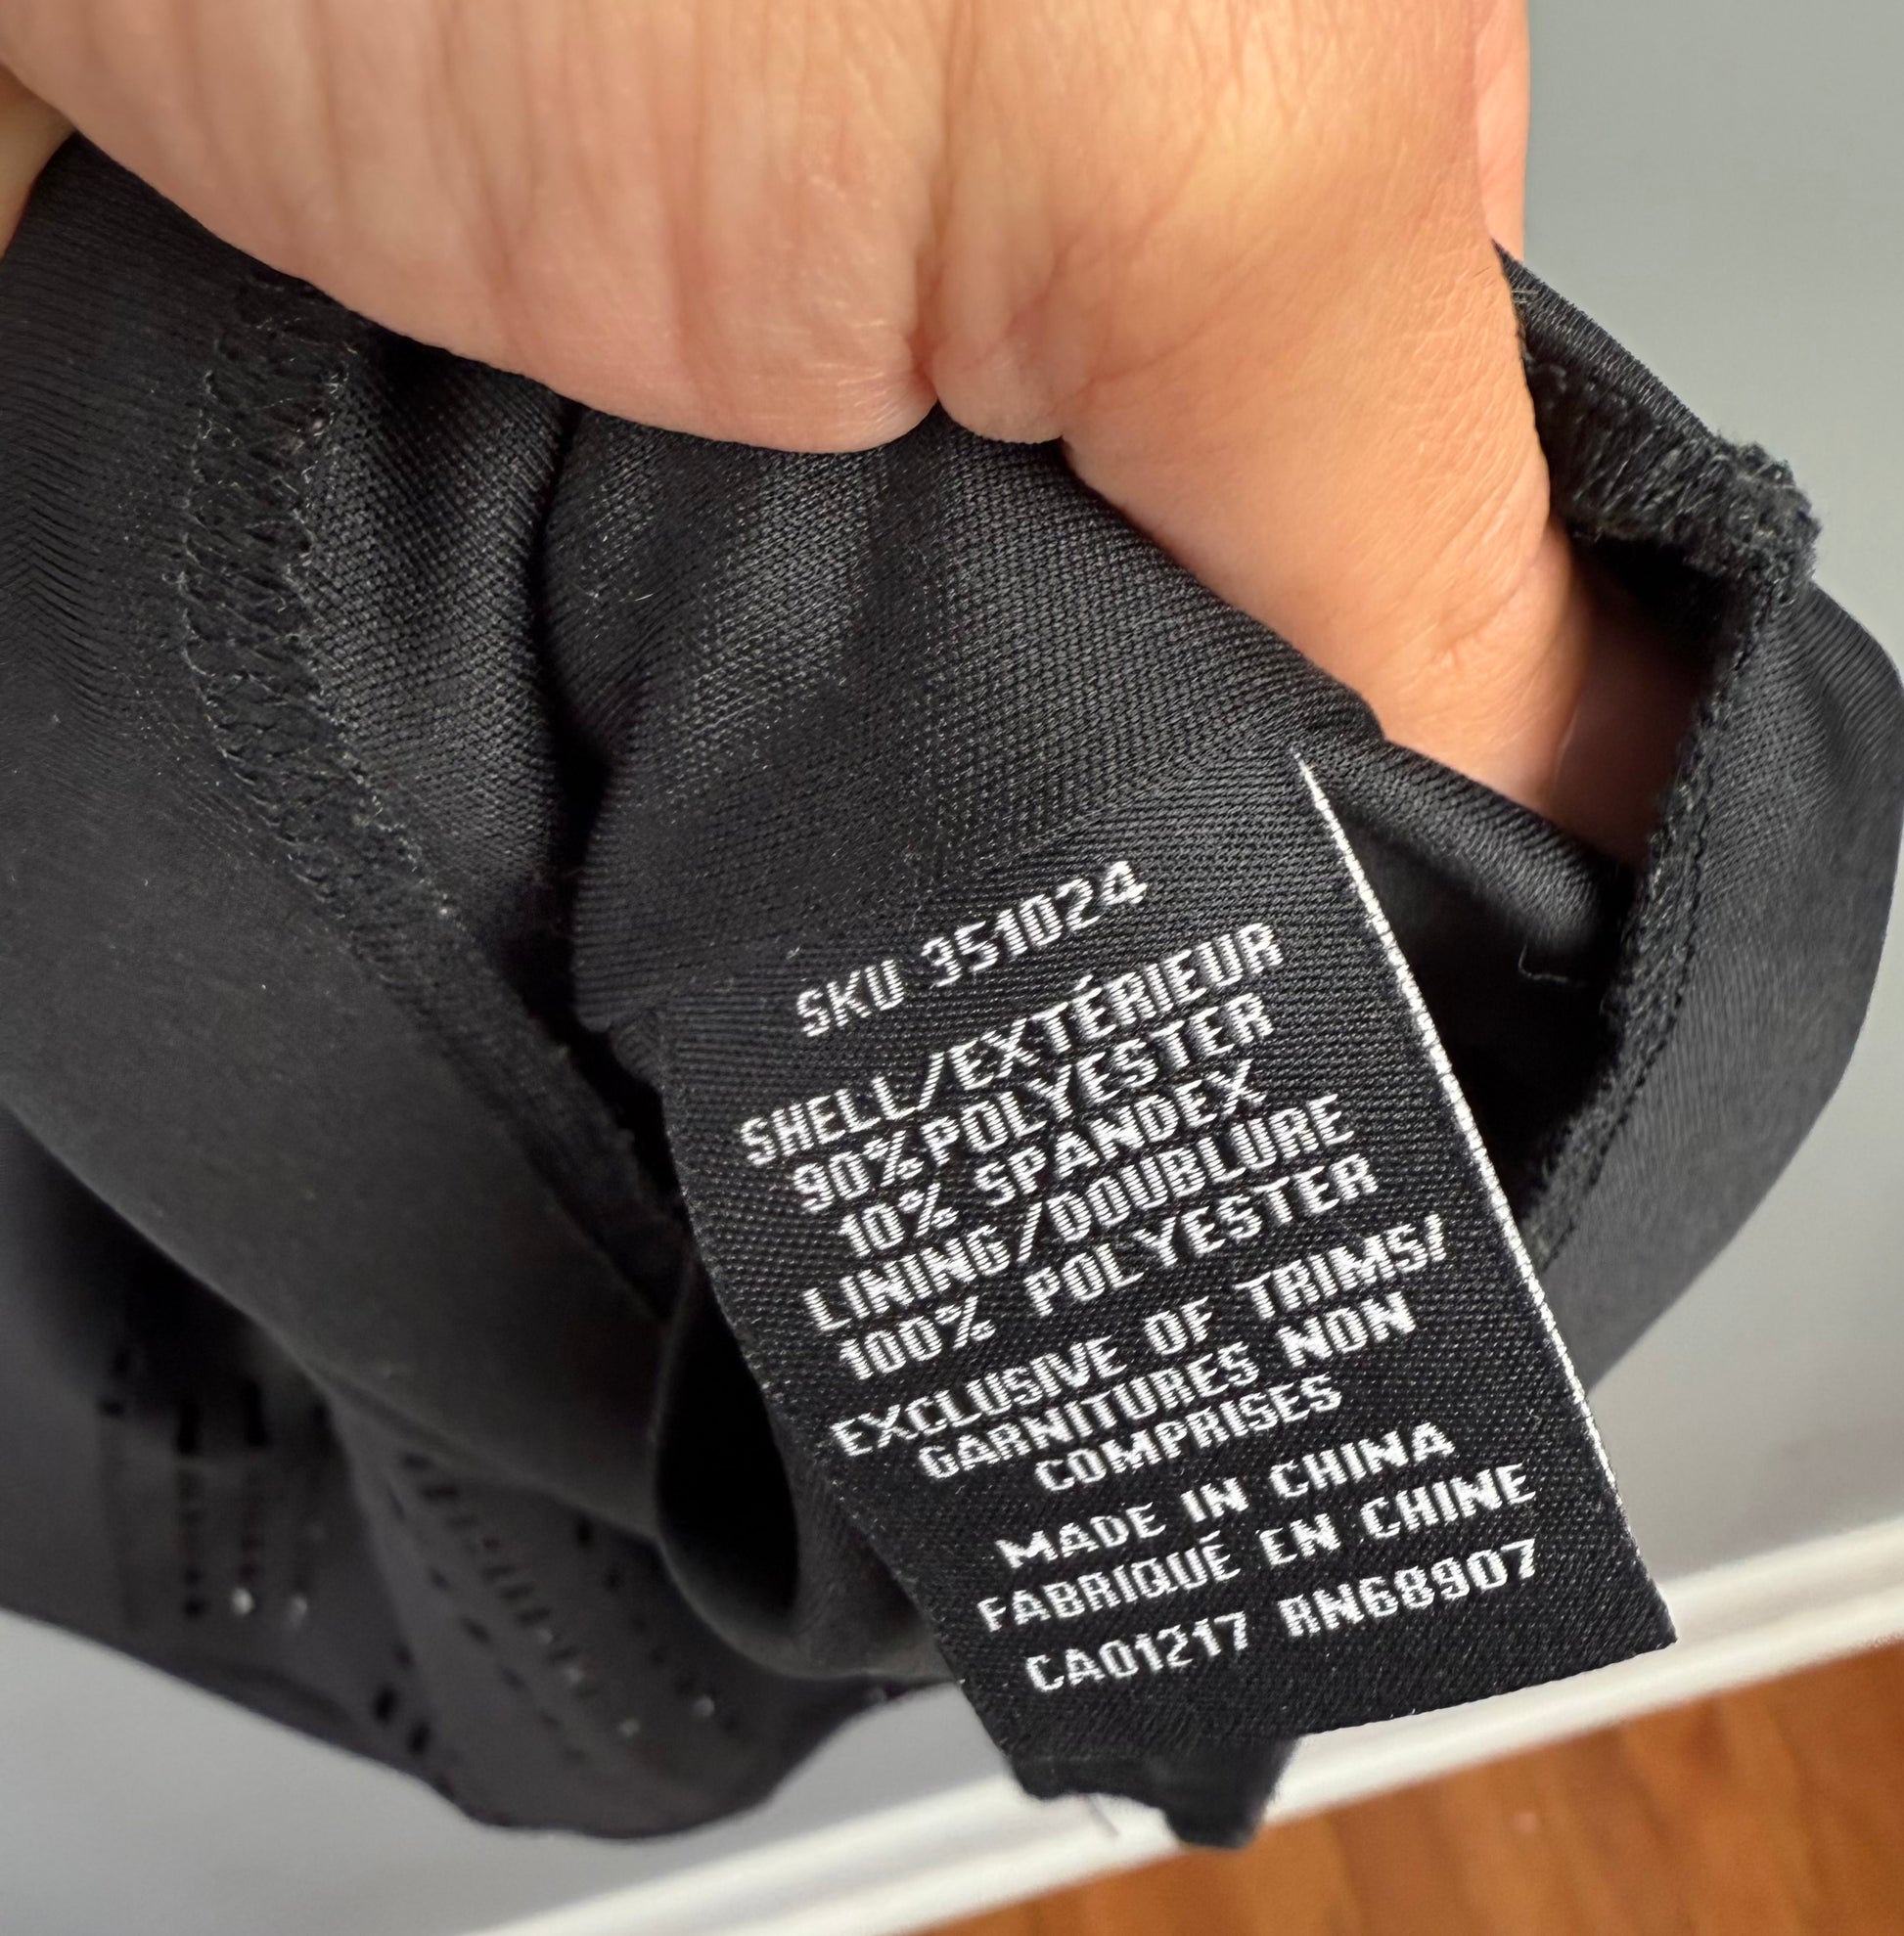 SKU 351024
SHELL/EXTÉRIEUR
90%POLYESTER
10% SPANDEX
LINING/DOUBLURE
100% POLYESTER
EXCLUSIVE OF TRIMS/
GARNITURES NON
COMPRISES
MADE IN CHINA
FABRIQUÉ EN CHINE
CA01217 RN68907